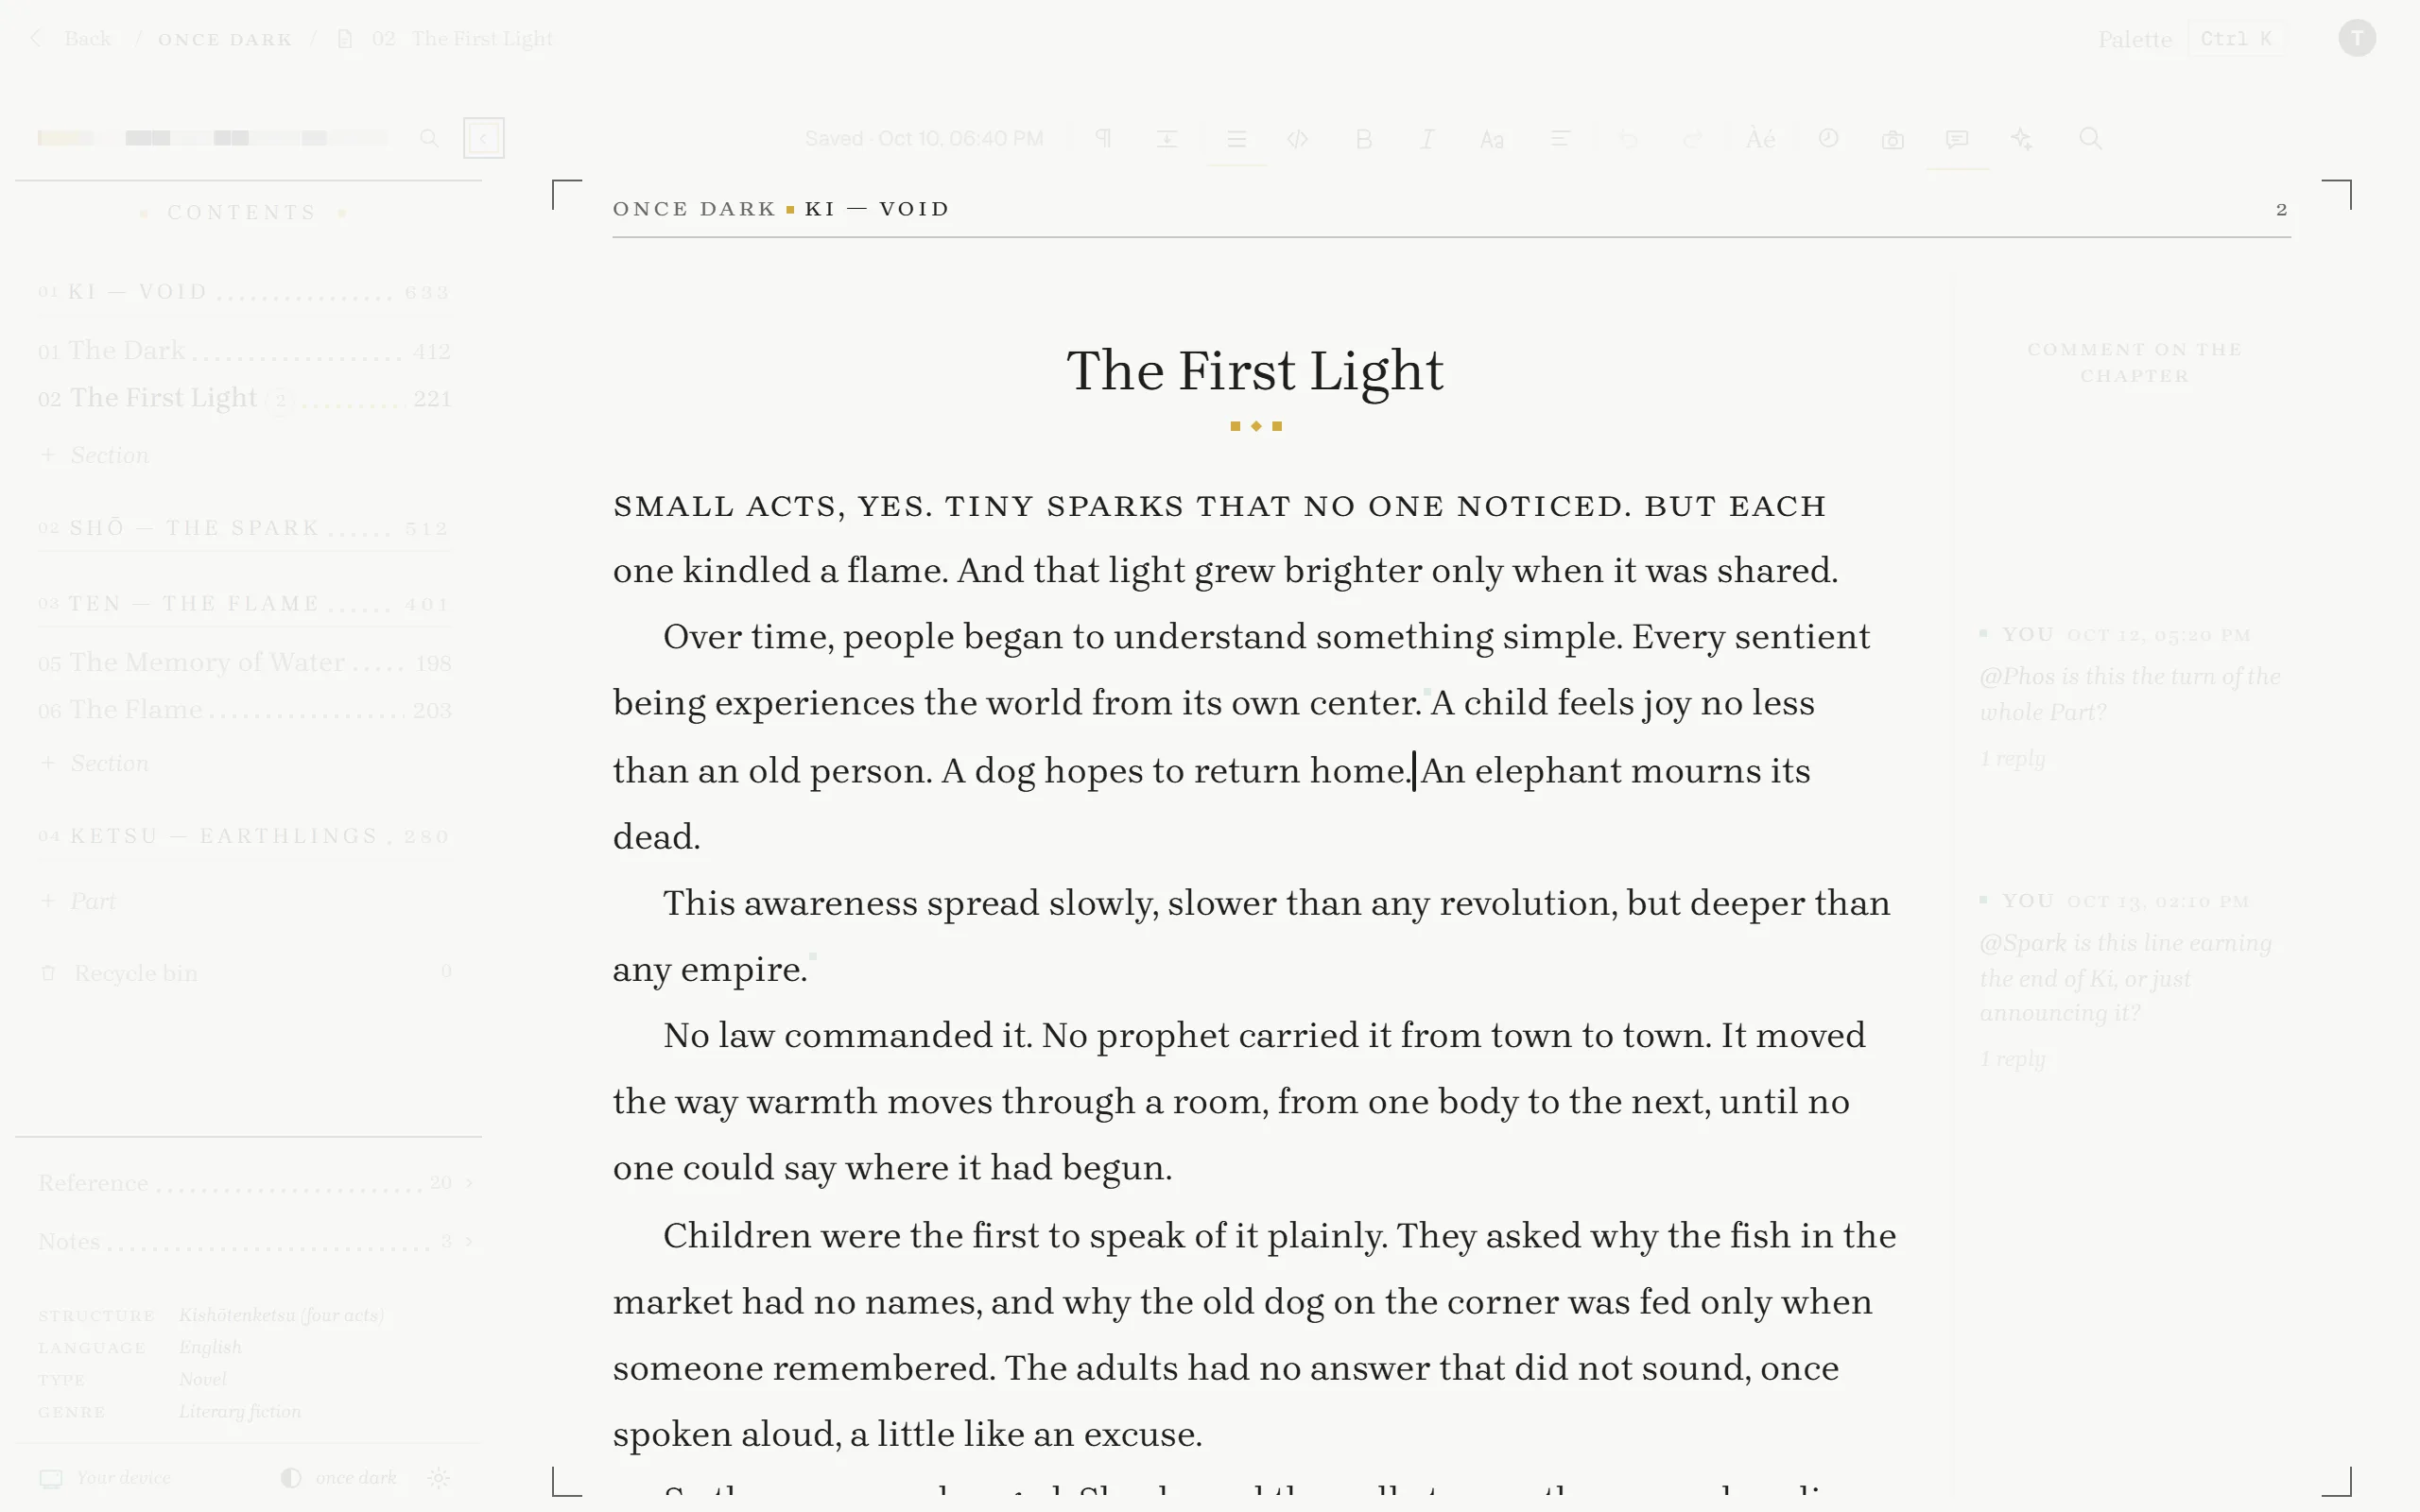 Back / ONCE DARK / 02 The First Light
Palette Ctrl K T
Saved · Oct 10, 06:40 PM
B I Aa Àé
CONTENTS
01 KI — VOID 633
01 The Dark 412
02 The First Light 2 221
+ Section
02 SHŌ — THE SPARK 512
03 TEN — THE FLAME 401
05 The Memory of Water 198
06 The Flame 203
+ Section
04 KETSU — EARTHLINGS 280
+ Part
Recycle bin 0
Reference 20
Notes 3
STRUCTURE Kishōtenketsu (four acts)
LANGUAGE English
TYPE Novel
GENRE Literary fiction
Your device once dark
ONCE DARK KI — VOID 2
The First Light
SMALL ACTS, YES. TINY SPARKS THAT NO ONE NOTICED. BUT EACH
one kindled a flame. And that light grew brighter only when it was shared.
Over time, people began to understand something simple. Every sentient
being experiences the world from its own center. A child feels joy no less
than an old person. A dog hopes to return home. An elephant mourns its
dead.
This awareness spread slowly, slower than any revolution, but deeper than
any empire.
No law commanded it. No prophet carried it from town to town. It moved
the way warmth moves through a room, from one body to the next, until no
one could say where it had begun.
Children were the first to speak of it plainly. They asked why the fish in the
market had no names, and why the old dog on the corner was fed only when
someone remembered. The adults had no answer that did not sound, once
spoken aloud, a little like an excuse.
COMMENT ON THE
CHAPTER
YOU OCT 12, 05:20 PM
@Phos is this the turn of the
whole Part?
1 reply
YOU OCT 13, 02:10 PM
@Spark is this line earning
the end of Ki, or just
announcing it?
1 reply